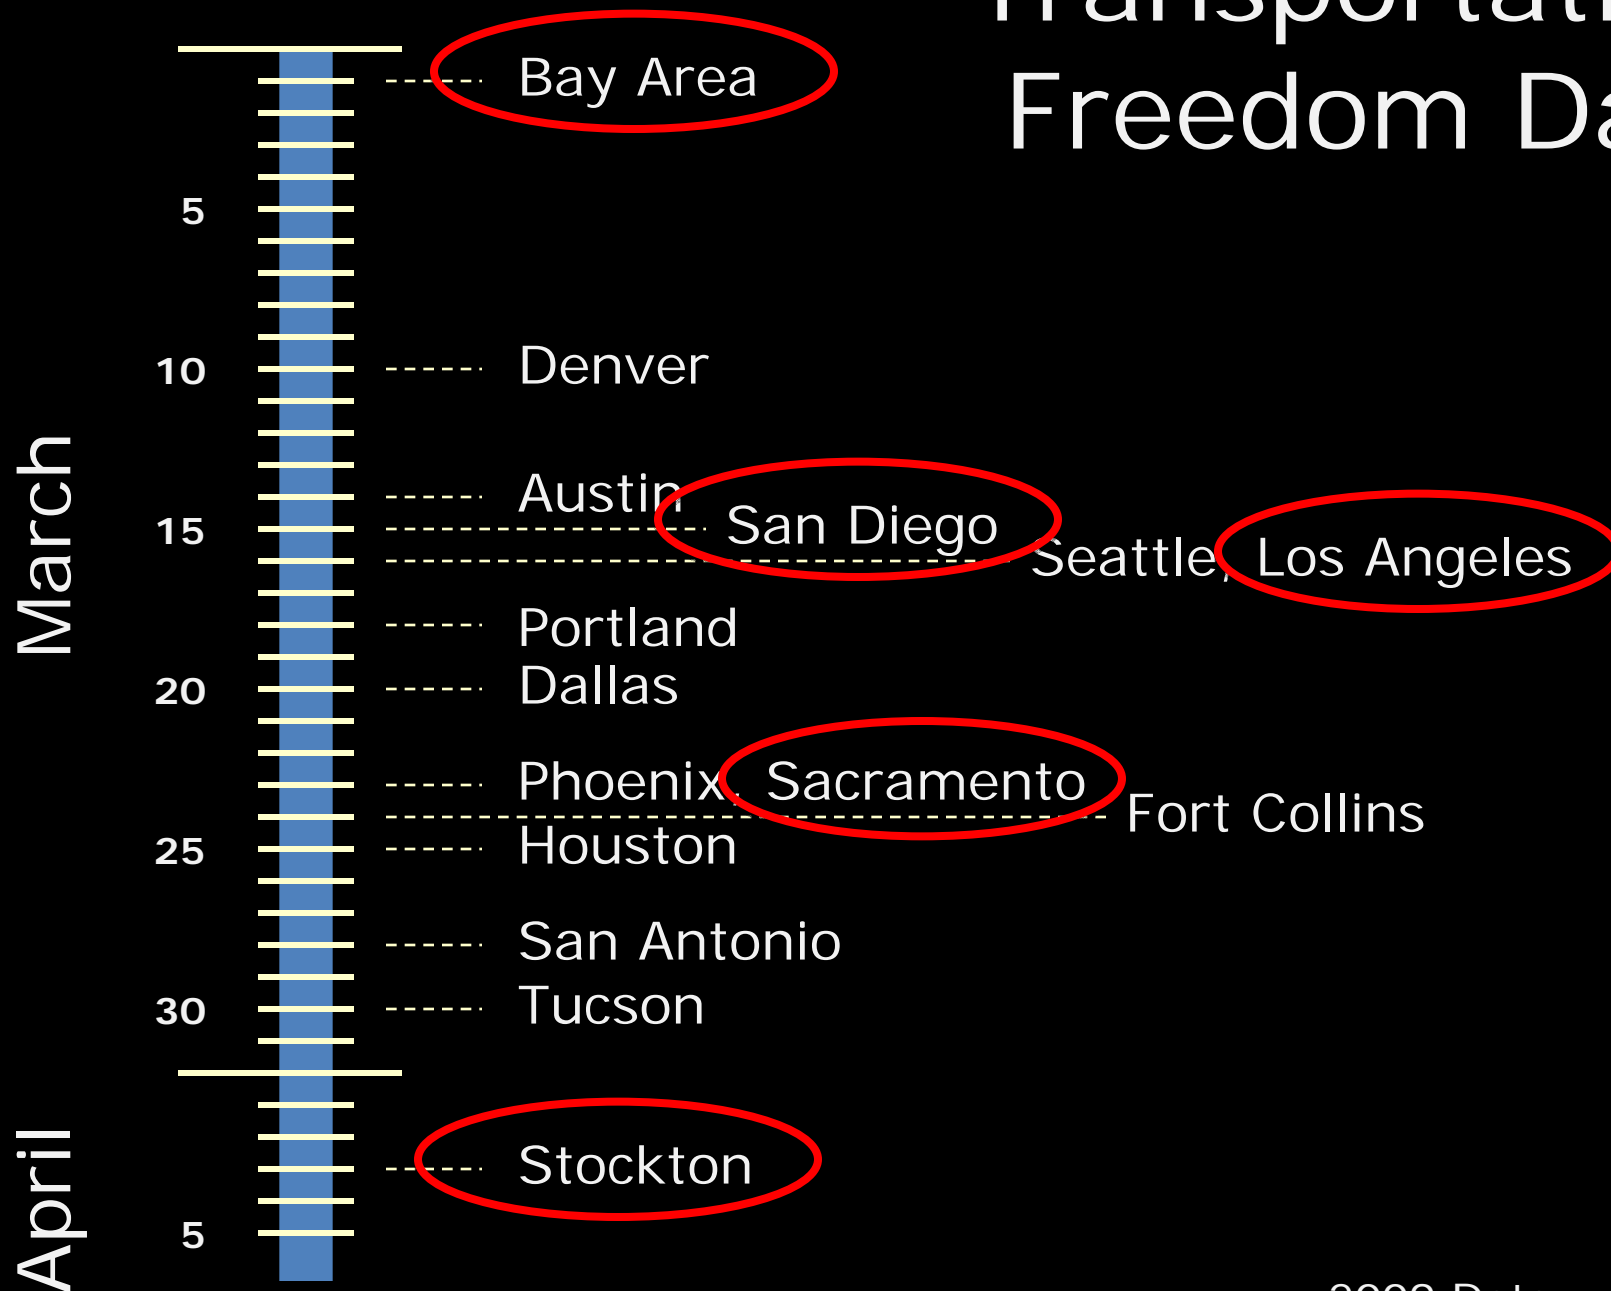 Freedom
Bay Area
5
10
Denver
Austin
San Diego
15
Seattle, Los Angeles
March
Portland
20
Dallas
Phoenix, Sacramento
Fort Collins
25
Houston
San Antonio
30
Tucson
April
Stockton
5